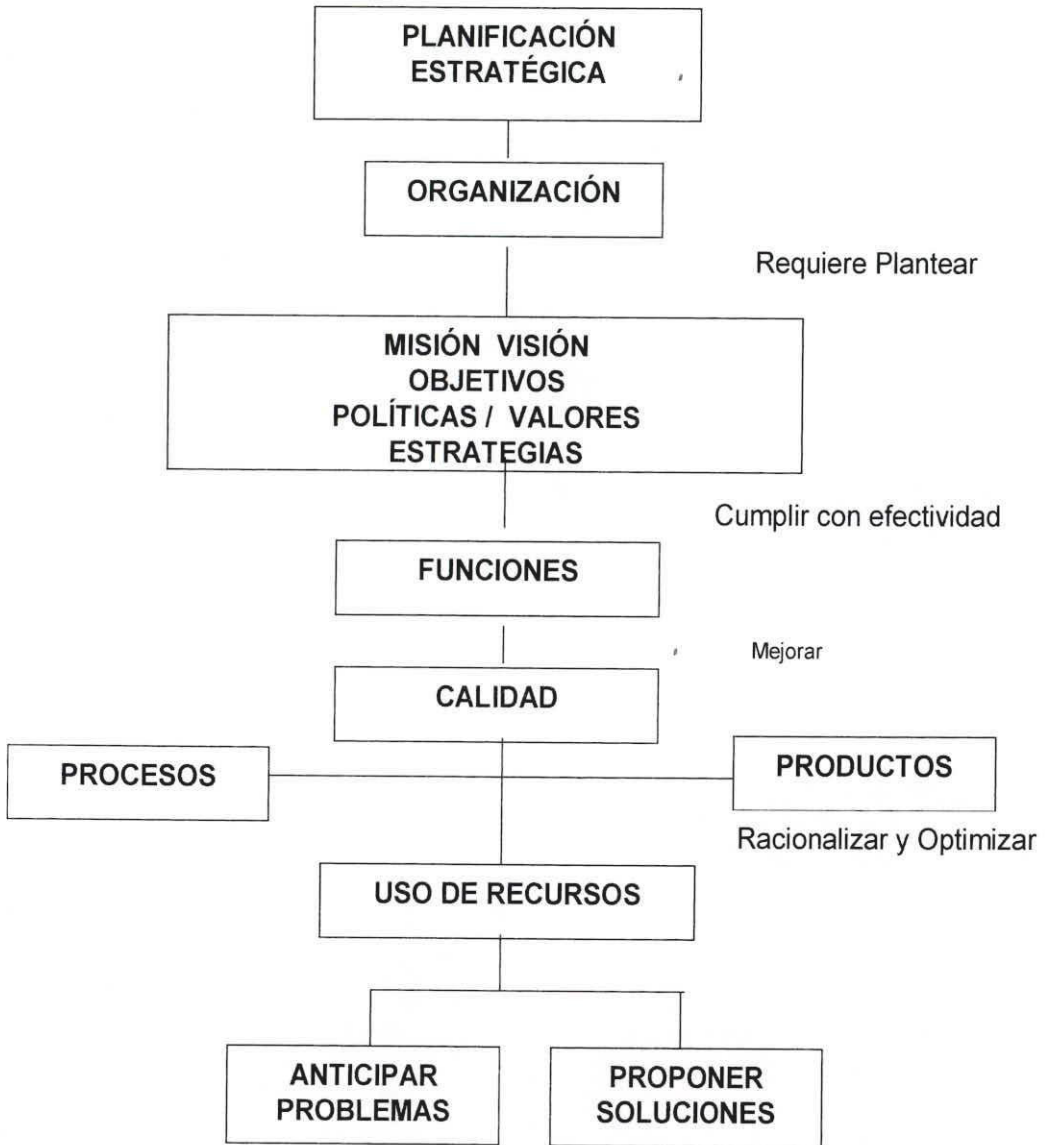 PLANIFICACIÓN
ESTRATÉGICA
ORGANIZACIÓN
Requiere Plantear
MISIÓN VISIÓN
OBJETIVOS
POLÍTICAS / VALORES
ESTRATEGIAS
Cumplir con efectividad
FUNCIONES
Mejorar
CALIDAD
PROCESOS
PRODUCTOS
Racionalizar y Optimizar
USO DE RECURSOS
ANTICIPAR
PROBLEMAS
PROPONER
SOLUCIONES